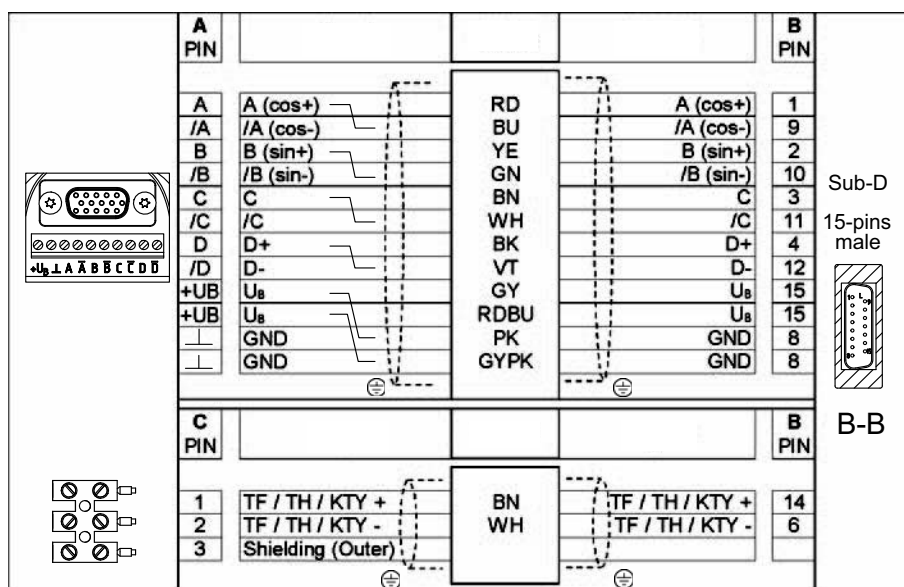 A PIN B PIN
A A (cos+) RD A (cos+) 1
/A /A (cos-) BU /A (cos-) 9
B B (sin+) YE B (sin+) 2
/B /B (sin-) GN /B (sin-) 10
C C BN C 3
/C /C WH /C 11
D D+ BK D+ 4
/D D- VT D- 12
+UB UB GY UB 15
+UB UB RDBU UB 15
⊥ GND PK GND 8
⊥ GND GYPK GND 8
+UB ⊥ A A̅ B B̅ C C̅ D D̅
Sub-D
15-pins
male
B-B
C PIN B PIN
1 TF / TH / KTY + BN TF / TH / KTY + 14
2 TF / TH / KTY - WH TF / TH / KTY - 6
3 Shielding (Outer)